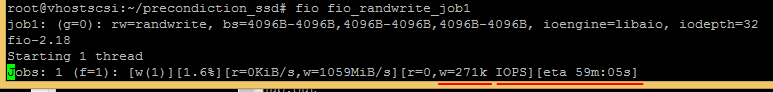 root@vhostscsi:~/precondiction_ssd# fio fio_randwrite_job1
job1: (g=0): rw=randwrite, bs=4096B-4096B,4096B-4096B,4096B-4096B, ioengine=libaio, iodepth=32
fio-2.18
Starting 1 thread
Jobs: 1 (f=1): [w(1)][1.6%][r=0KiB/s,w=1059MiB/s][r=0,w=271k IOPS][eta 59m:05s]